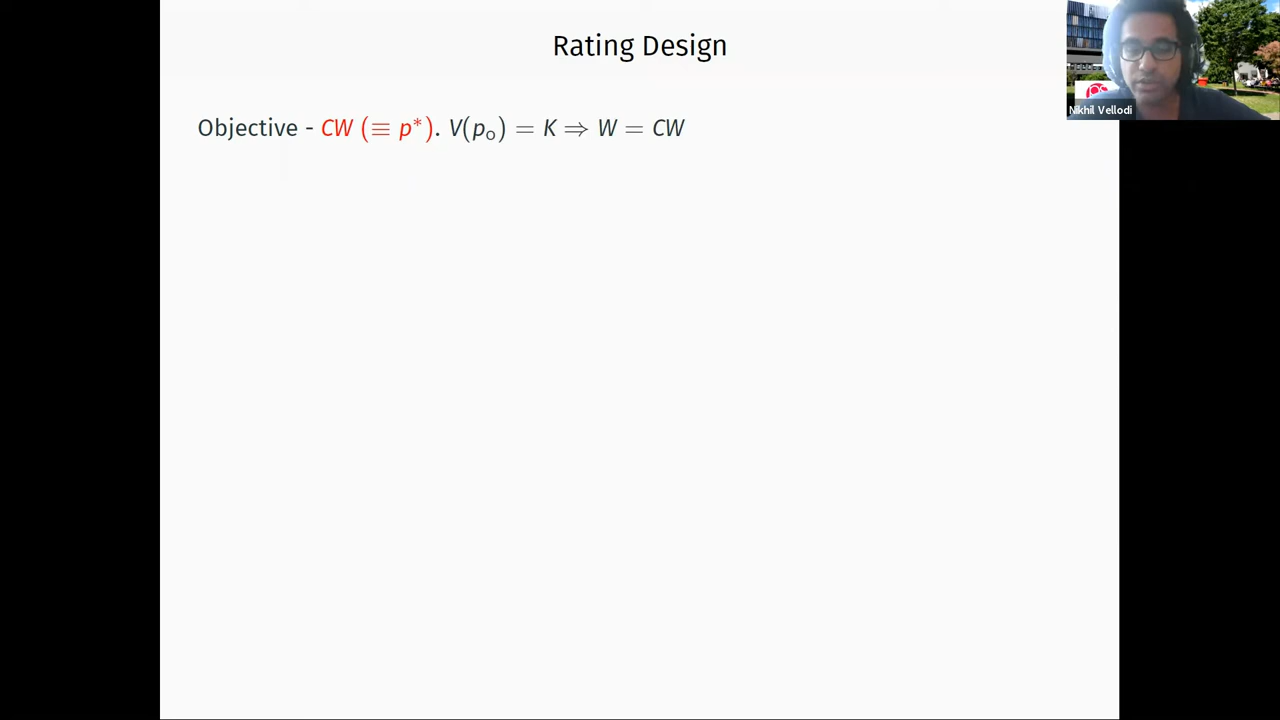 Rating Design
Objective - CW (≡ p*). V(p₀) = K ⇒ W = CW
Nikhil Vellodi